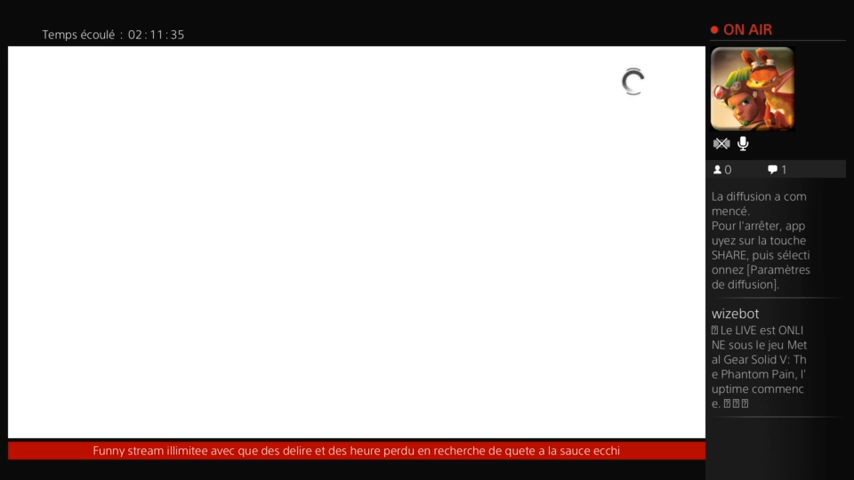 Temps écoulé : 02:11:35
ON AIR
0 1
La diffusion a com
mencé.
Pour l'arrêter, app
uyez sur la touche
SHARE, puis sélecti
onnez [Paramètres
de diffusion].
wizebot
Le LIVE est ONLI
NE sous le jeu Met
al Gear Solid V: Th
e Phantom Pain, l'
uptime commenc
e.
Funny stream illimitee avec que des delire et des heure perdu en recherche de quete a la sauce ecchi